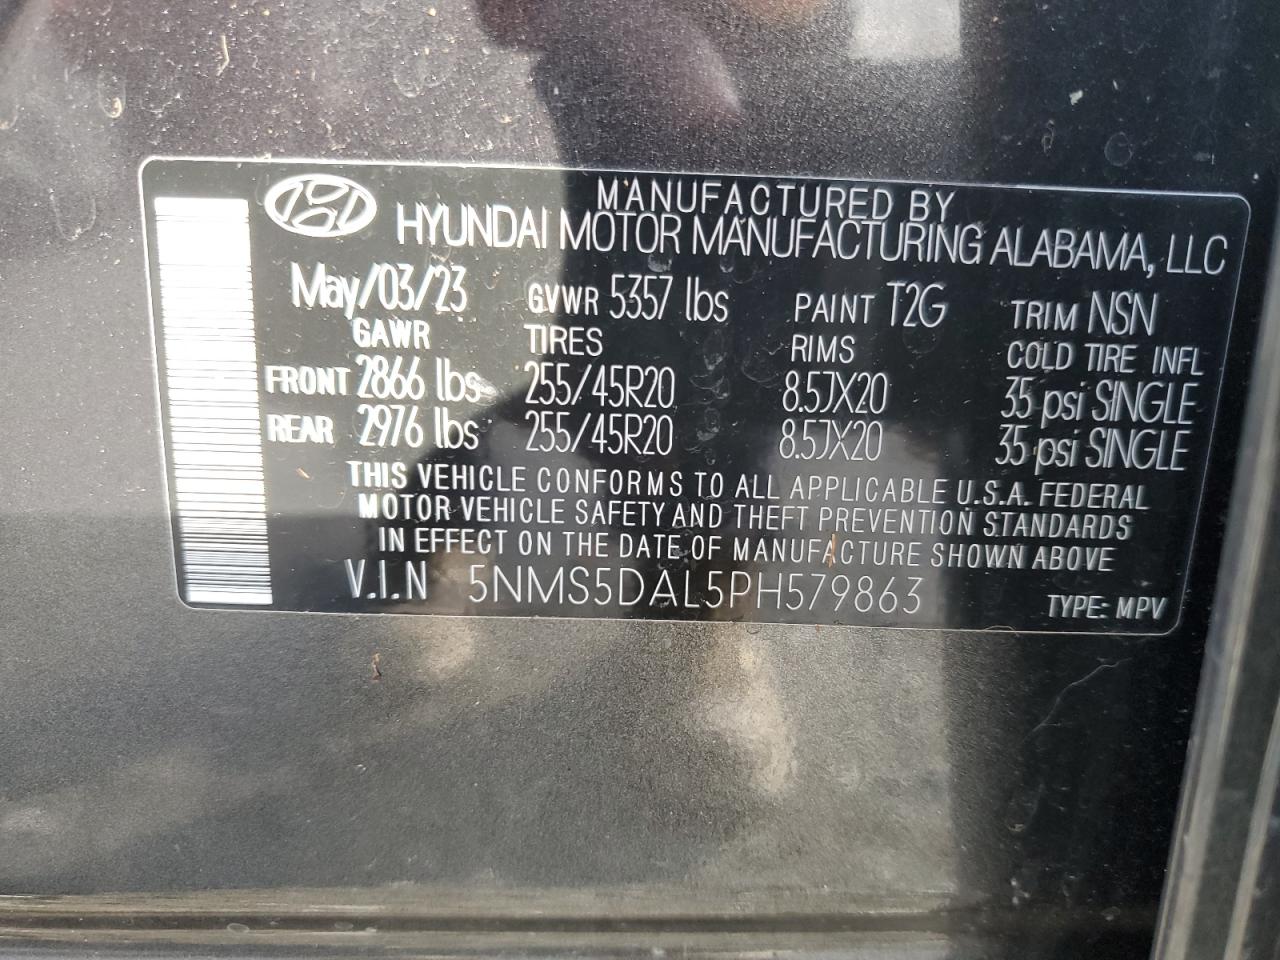 MANUFACTURED BY
HYUNDAI MOTOR MANUFACTURING ALABAMA, LLC
May/03/23 GVWR 5357 lbs PAINT T2G TRIM NSN
GAWR TIRES RIMS COLD TIRE INFL
FRONT 2866 lbs 255/45R20 8.5JX20 35 psi SINGLE
REAR 2976 lbs 255/45R20 8.5JX20 35 psi SINGLE
THIS VEHICLE CONFORMS TO ALL APPLICABLE U.S.A. FEDERAL
MOTOR VEHICLE SAFETY AND THEFT PREVENTION STANDARDS
IN EFFECT ON THE DATE OF MANUFACTURE SHOWN ABOVE
V.I.N 5NMS5DAL5PH579863 TYPE: MPV